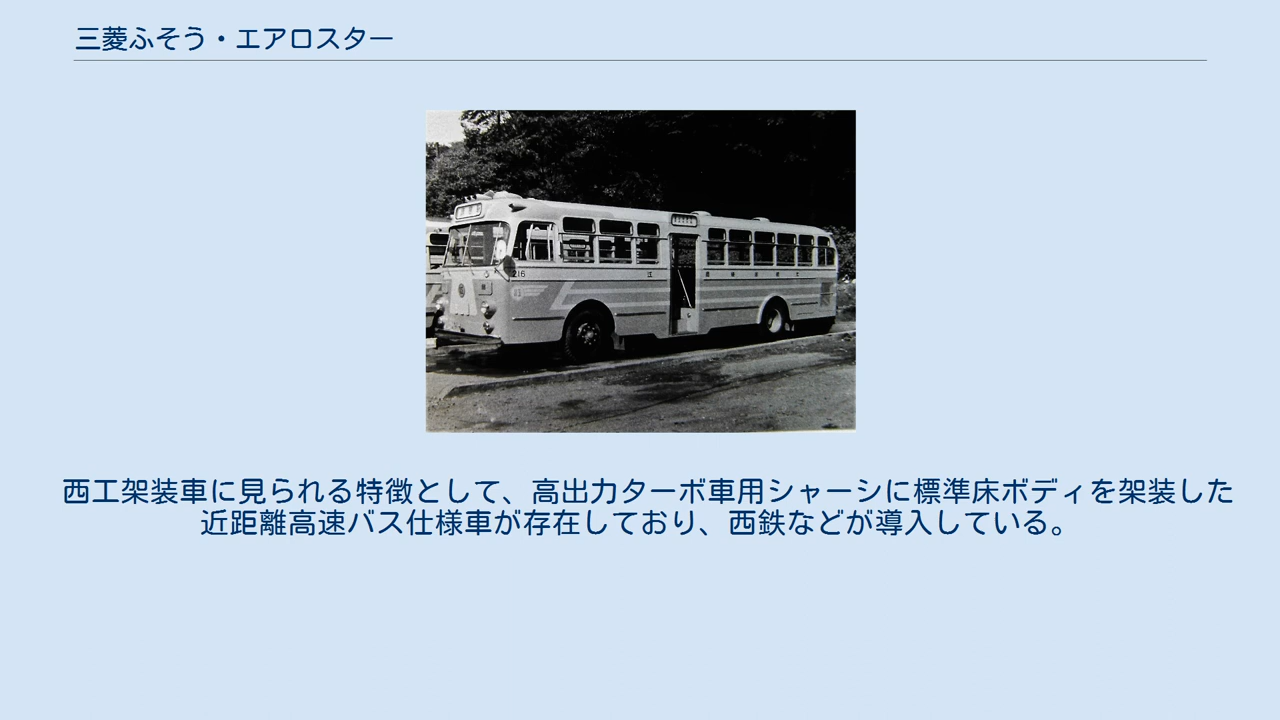 三菱ふそう・エアロスター
216
西工架装車に見られる特徴として、高出力ターボ車用シャーシに標準床ボディを架装した
近距離高速バス仕様車が存在しており、西鉄などが導入している。